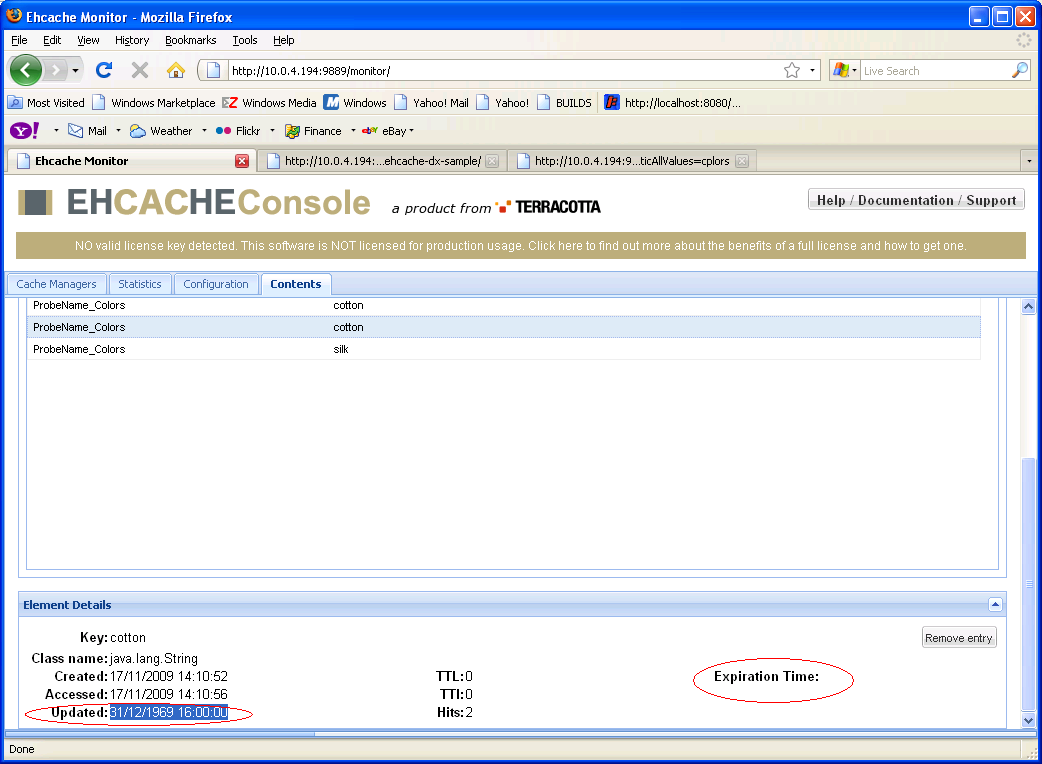 Ehcache Monitor - Mozilla Firefox
File Edit View History Bookmarks Tools Help
http://10.0.4.194:9889/monitor/ Live Search
Most Visited Windows Marketplace Windows Media Windows Yahoo! Mail Yahoo! BUILDS http://localhost:8080/...
Y! Mail Weather Flickr Finance eBay
Ehcache Monitor http://10.0.4.194:...ehcache-dx-sample/ http://10.0.4.194:9...ticAllValues=cplors
EHCACHEConsole a product from TERRACOTTA Help / Documentation / Support
NO valid license key detected. This software is NOT licensed for production usage. Click here to find out more about the benefits of a full license and how to get one.
Cache Managers Statistics Configuration Contents
ProbeName_Colors cotton
ProbeName_Colors cotton
ProbeName_Colors silk
Element Details
Key: cotton Remove entry
Class name: java.lang.String
Created: 17/11/2009 14:10:52 TTL: 0 Expiration Time:
Accessed: 17/11/2009 14:10:56 TTI: 0
Updated: 31/12/1969 16:00:00 Hits: 2
Done